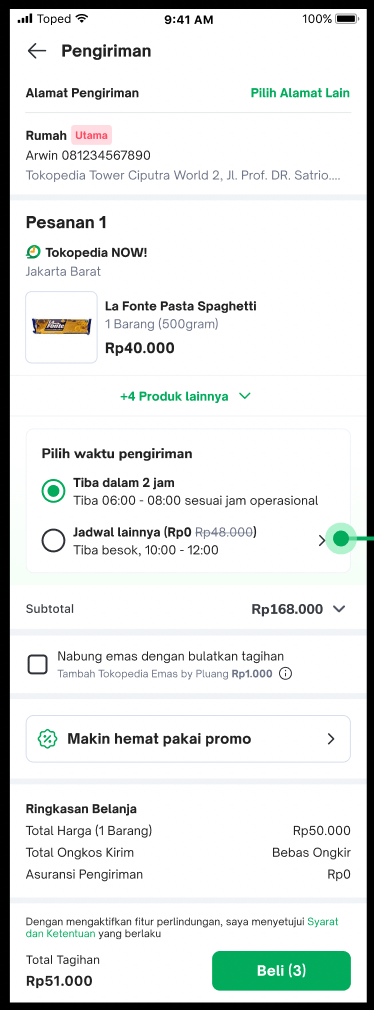 Toped
9:41 AM
100%
Pengiriman
Alamat Pengiriman
Pilih Alamat Lain
Rumah Utama
Arwin 081234567890
Tokopedia Tower Ciputra World 2, Jl. Prof. DR. Satrio....
Pesanan 1
Tokopedia NOW!
Jakarta Barat
La Fonte
La Fonte Pasta Spaghetti
1 Barang (500gram)
Rp40.000
+4 Produk lainnya
Pilih waktu pengiriman
Tiba dalam 2 jam
Tiba 06:00 - 08:00 sesuai jam operasional
Jadwal lainnya (Rp0 Rp48.000)
Tiba besok, 10:00 - 12:00
Subtotal
Rp168.000
Nabung emas dengan bulatkan tagihan
Tambah Tokopedia Emas by Pluang Rp1.000
Makin hemat pakai promo
Ringkasan Belanja
Total Harga (1 Barang)
Rp50.000
Total Ongkos Kirim
Bebas Ongkir
Asuransi Pengiriman
Rp0
Dengan mengaktifkan fitur perlindungan, saya menyetujui Syarat
dan Ketentuan yang berlaku
Total Tagihan
Rp51.000
Beli (3)